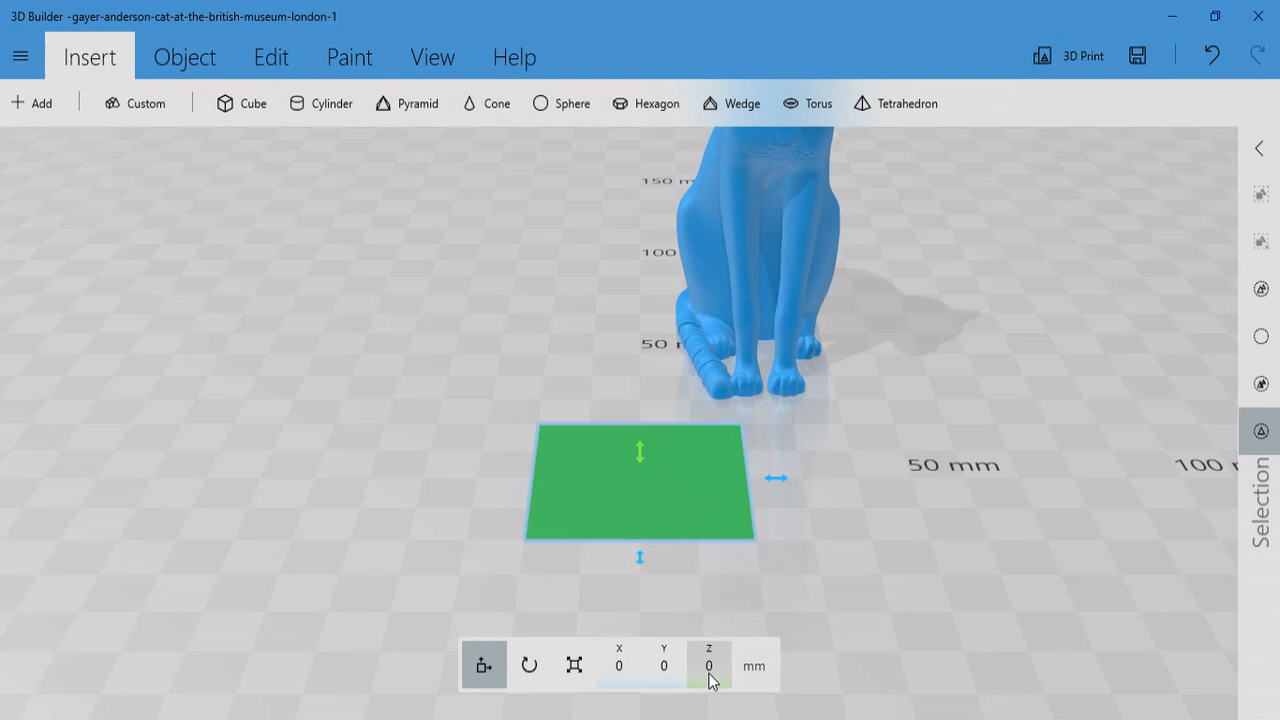 3D Builder -gayer-anderson-cat-at-the-british-museum-london-1
Insert Object Edit Paint View Help 3D Print
Add Custom Cube Cylinder Pyramid Cone Sphere Hexagon Wedge Torus Tetrahedron
150 m
100
50
50 mm 100
Selection
X Y Z
0 0 0 mm